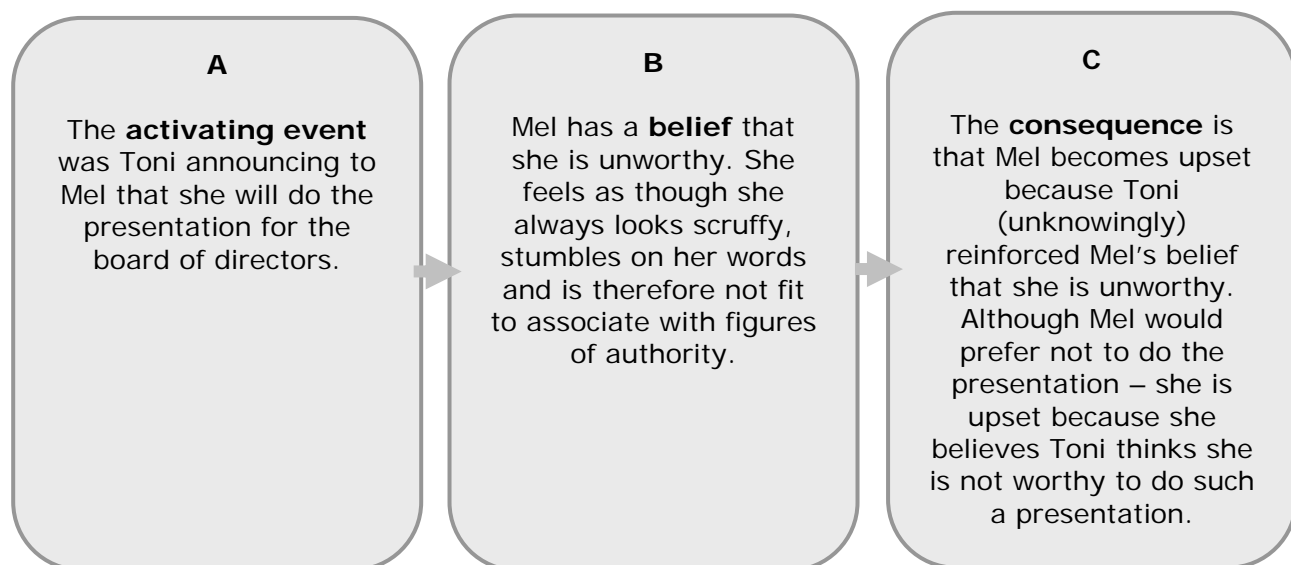 A
The activating event
was Toni announcing to
Mel that she will do the
presentation for the
board of directors.
B
Mel has a belief that
she is unworthy. She
feels as though she
always looks scruffy,
stumbles on her words
and is therefore not fit
to associate with figures
of authority.
C
The consequence is
that Mel becomes upset
because Toni
(unknowingly)
reinforced Mel's belief
that she is unworthy.
Although Mel would
prefer not to do the
presentation – she is
upset because she
believes Toni thinks she
is not worthy to do such
a presentation.